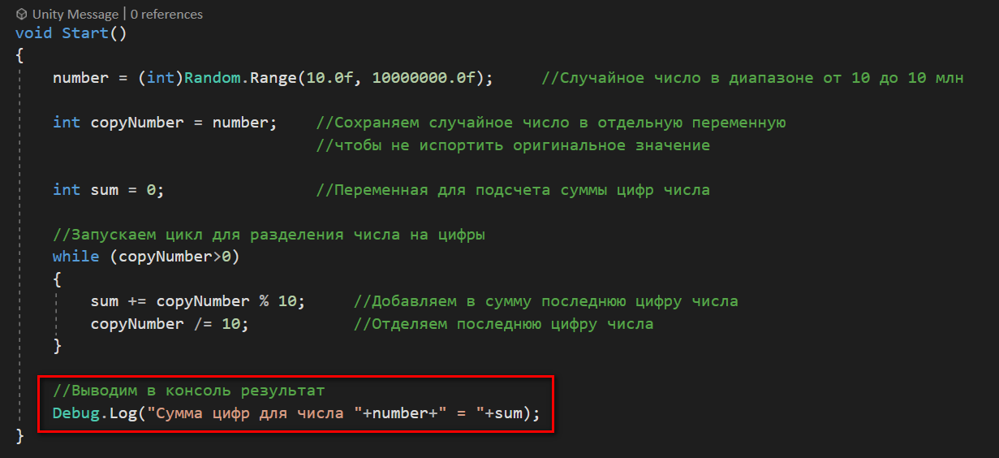 Unity Message | 0 references
void Start()
{
number = (int)Random.Range(10.0f, 10000000.0f); //Случайное число в диапазоне от 10 до 10 млн
int copyNumber = number; //Сохраняем случайное число в отдельную переменную
//чтобы не испортить оригинальное значение
int sum = 0; //Переменная для подсчета суммы цифр числа
//Запускаем цикл для разделения числа на цифры
while (copyNumber>0)
{
sum += copyNumber % 10; //Добавляем в сумму последнюю цифру числа
copyNumber /= 10; //Отделяем последнюю цифру числа
}
//Выводим в консоль результат
Debug.Log("Сумма цифр для числа "+number+" = "+sum);
}